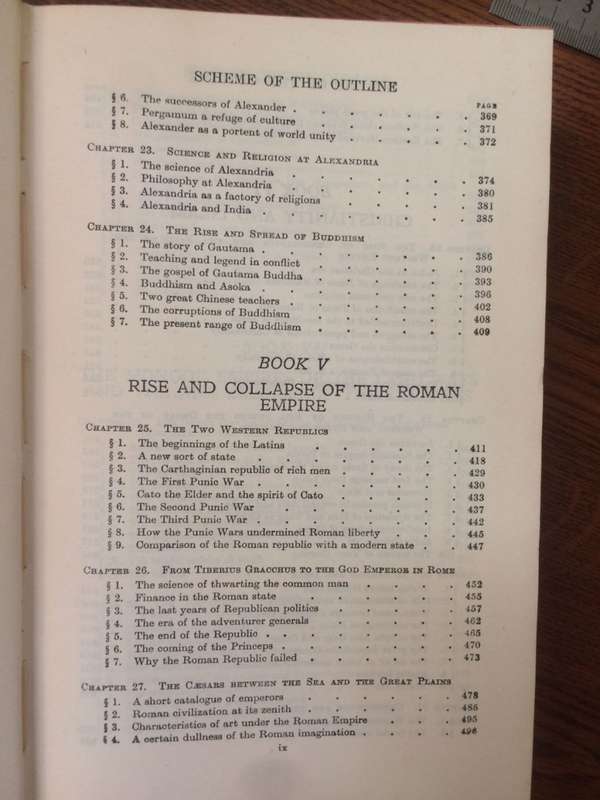 SCHEME OF THE OUTLINE
PAGE
§ 6. The successors of Alexander . . . . . . . 369
§ 7. Pergamum a refuge of culture . . . . . . 371
§ 8. Alexander as a portent of world unity . . . . . 372
CHAPTER 23. SCIENCE AND RELIGION AT ALEXANDRIA
§ 1. The science of Alexandria . . . . . . 374
§ 2. Philosophy at Alexandria . . . . . . 380
§ 3. Alexandria as a factory of religions . . . . . 381
§ 4. Alexandria and India . . . . . . . 385
CHAPTER 24. THE RISE AND SPREAD OF BUDDHISM
§ 1. The story of Gautama . . . . . . . 386
§ 2. Teaching and legend in conflict . . . . . 390
§ 3. The gospel of Gautama Buddha . . . . . 393
§ 4. Buddhism and Asoka . . . . . . . 396
§ 5. Two great Chinese teachers . . . . . . 402
§ 6. The corruptions of Buddhism . . . . . 408
§ 7. The present range of Buddhism . . . . . 409
BOOK V
RISE AND COLLAPSE OF THE ROMAN
EMPIRE
CHAPTER 25. THE TWO WESTERN REPUBLICS
§ 1. The beginnings of the Latins . . . . . . 411
§ 2. A new sort of state . . . . . . . 418
§ 3. The Carthaginian republic of rich men . . . . . 429
§ 4. The First Punic War . . . . . . . 430
§ 5. Cato the Elder and the spirit of Cato . . . . . 433
§ 6. The Second Punic War . . . . . . 437
§ 7. The Third Punic War . . . . . . . 442
§ 8. How the Punic Wars undermined Roman liberty . . . 445
§ 9. Comparison of the Roman republic with a modern state . . 447
CHAPTER 26. FROM TIBERIUS GRACCHUS TO THE GOD EMPEROR IN ROME
§ 1. The science of thwarting the common man . . . . 452
§ 2. Finance in the Roman state . . . . . . 455
§ 3. The last years of Republican politics . . . . . 457
§ 4. The era of the adventurer generals . . . . . 462
§ 5. The end of the Republic . . . . . . . 465
§ 6. The coming of the Princeps . . . . . . 470
§ 7. Why the Roman Republic failed . . . . . . 473
CHAPTER 27. THE CÆSARS BETWEEN THE SEA AND THE GREAT PLAINS
§ 1. A short catalogue of emperors . . . . . 478
§ 2. Roman civilization at its zenith . . . . . 486
§ 3. Characteristics of art under the Roman Empire . . . 495
§ 4. A certain dullness of the Roman imagination . . . . 496
ix
3